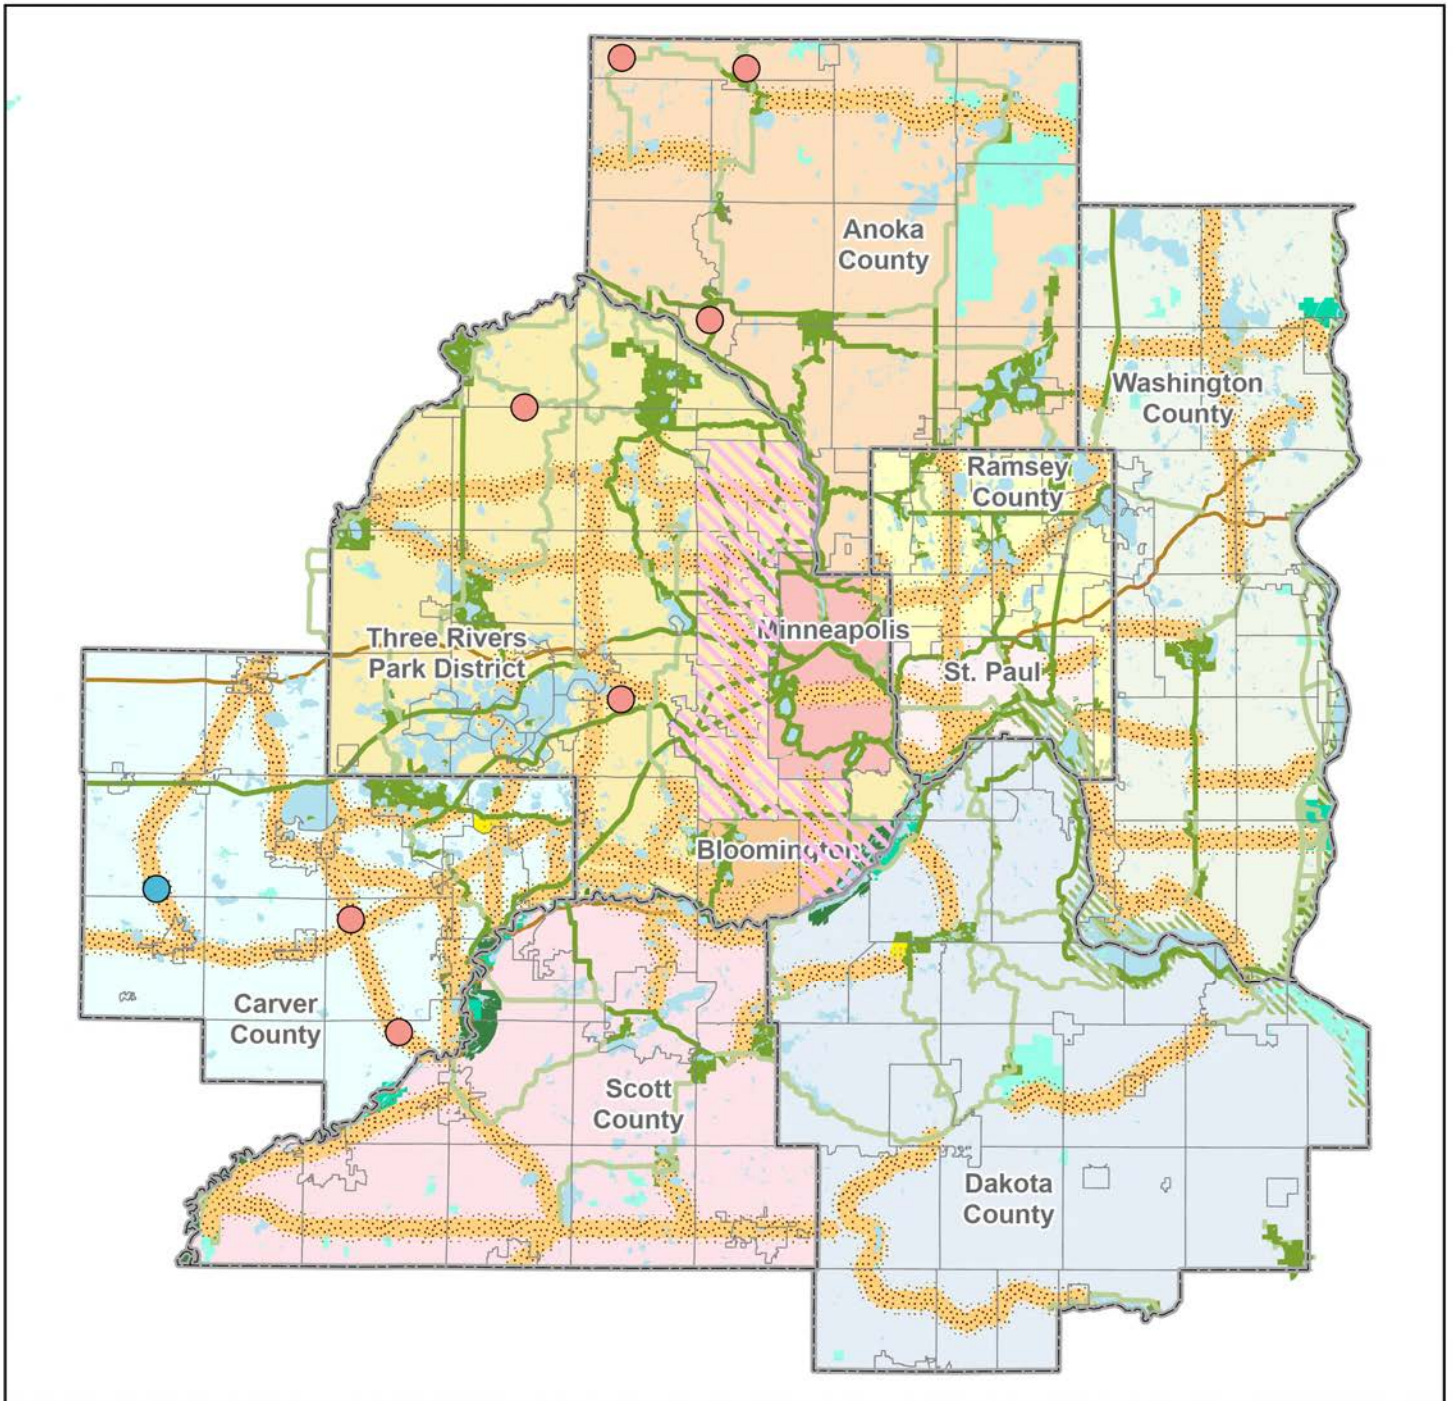 Anoka
County
Washington
County
Ramsey
County
Three Rivers
Park District
Minneapolis
St. Paul
Bloomington
Carver
County
Scott
County
Dakota
County